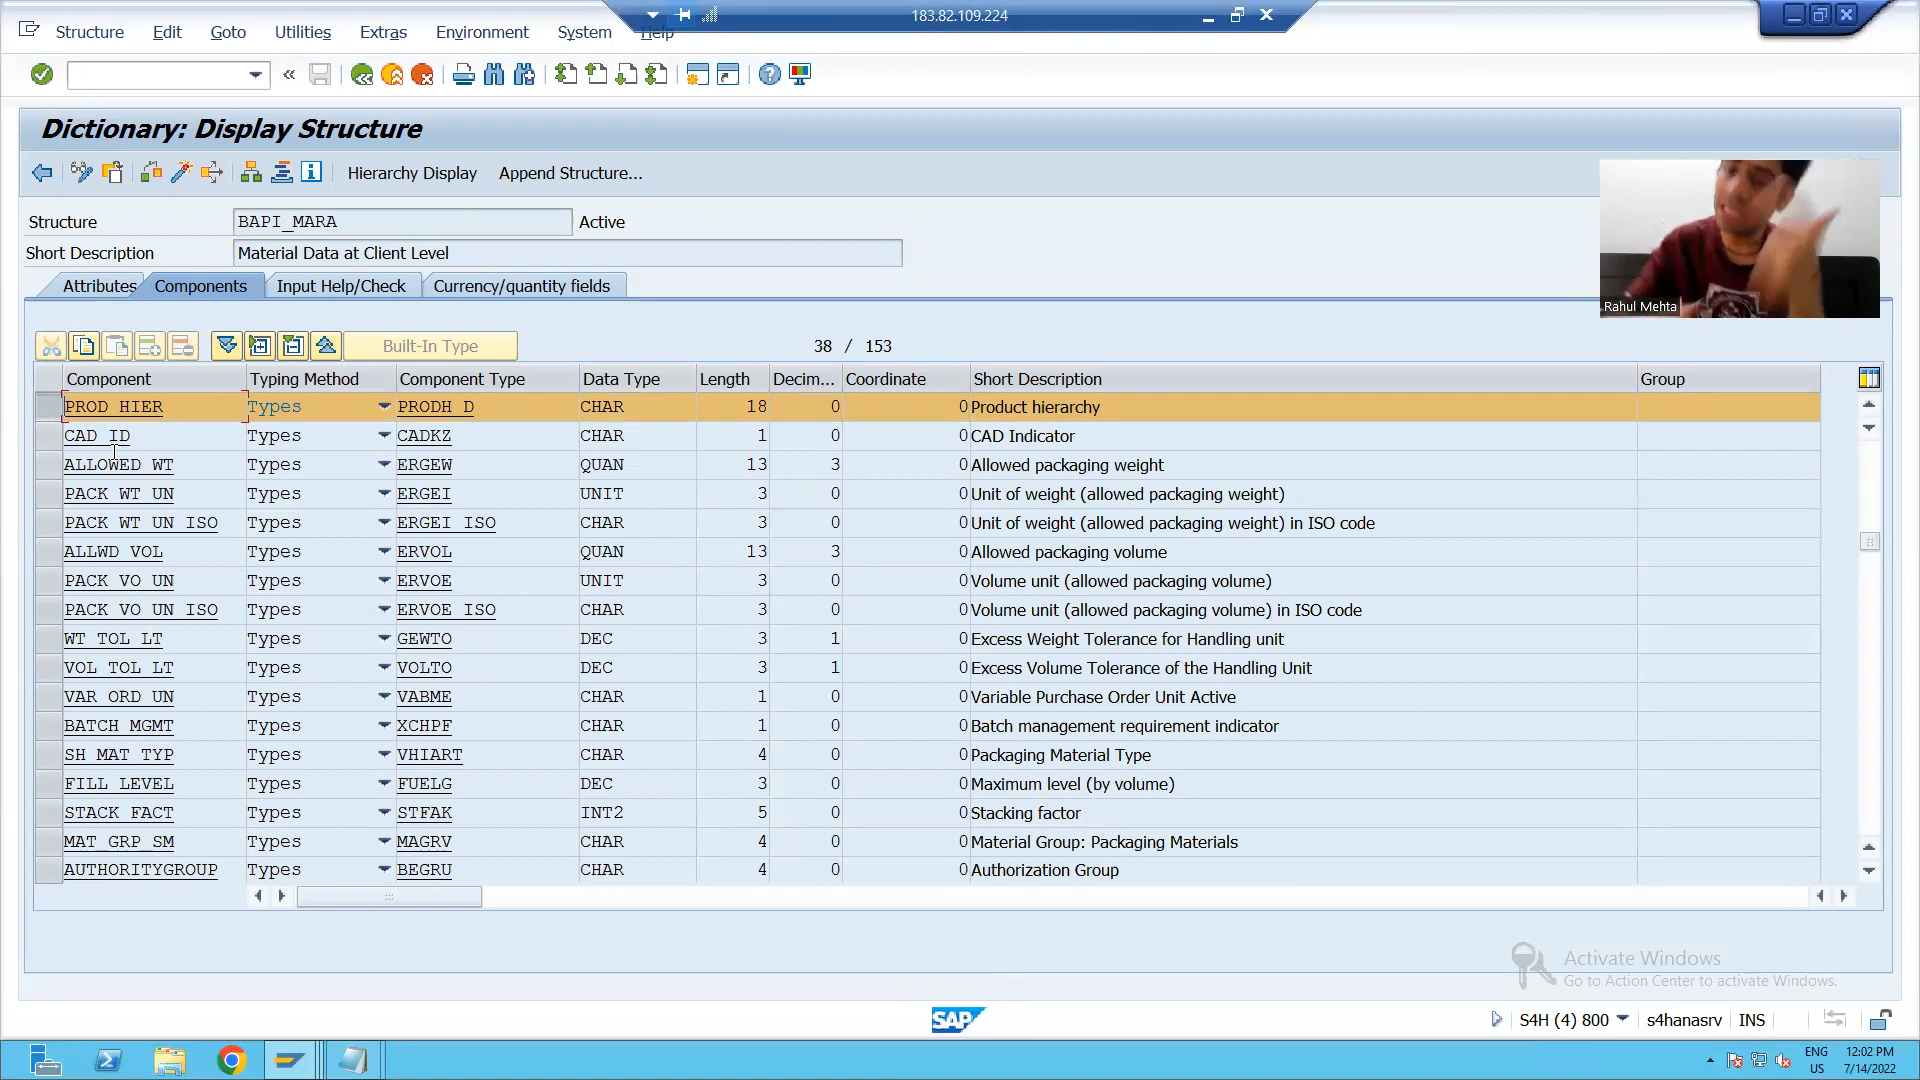 183.82.109.224
Structure Edit Goto Utilities Extras Environment System Help
Dictionary: Display Structure
Hierarchy Display Append Structure...
Structure BAPI_MARA Active
Short Description Material Data at Client Level
Rahul Mehta
Attributes Components Input Help/Check Currency/quantity fields
Built-In Type 38 / 153
Component Typing Method Component Type Data Type Length Decim... Coordinate Short Description Group
PROD_HIER Types PRODH_D CHAR 18 0 0 Product hierarchy
CAD_ID Types CADKZ CHAR 1 0 0 CAD Indicator
ALLOWED_WT Types ERGEW QUAN 13 3 0 Allowed packaging weight
PACK_WT_UN Types ERGEI UNIT 3 0 0 Unit of weight (allowed packaging weight)
PACK_WT_UN_ISO Types ERGEI_ISO CHAR 3 0 0 Unit of weight (allowed packaging weight) in ISO code
ALLWD_VOL Types ERVOL QUAN 13 3 0 Allowed packaging volume
PACK_VO_UN Types ERVOE UNIT 3 0 0 Volume unit (allowed packaging volume)
PACK_VO_UN_ISO Types ERVOE_ISO CHAR 3 0 0 Volume unit (allowed packaging volume) in ISO code
WT_TOL_LT Types GEWTO DEC 3 1 0 Excess Weight Tolerance for Handling unit
VOL_TOL_LT Types VOLTO DEC 3 1 0 Excess Volume Tolerance of the Handling Unit
VAR_ORD_UN Types VABME CHAR 1 0 0 Variable Purchase Order Unit Active
BATCH_MGMT Types XCHPF CHAR 1 0 0 Batch management requirement indicator
SH_MAT_TYP Types VHIART CHAR 4 0 0 Packaging Material Type
FILL_LEVEL Types FUELG DEC 3 0 0 Maximum level (by volume)
STACK_FACT Types STFAK INT2 5 0 0 Stacking factor
MAT_GRP_SM Types MAGRV CHAR 4 0 0 Material Group: Packaging Materials
AUTHORITYGROUP Types BEGRU CHAR 4 0 0 Authorization Group
Activate Windows
Go to Action Center to activate Windows.
SAP S4H (4) 800 s4hanasrv INS
ENG 12:02 PM
US 7/14/2022